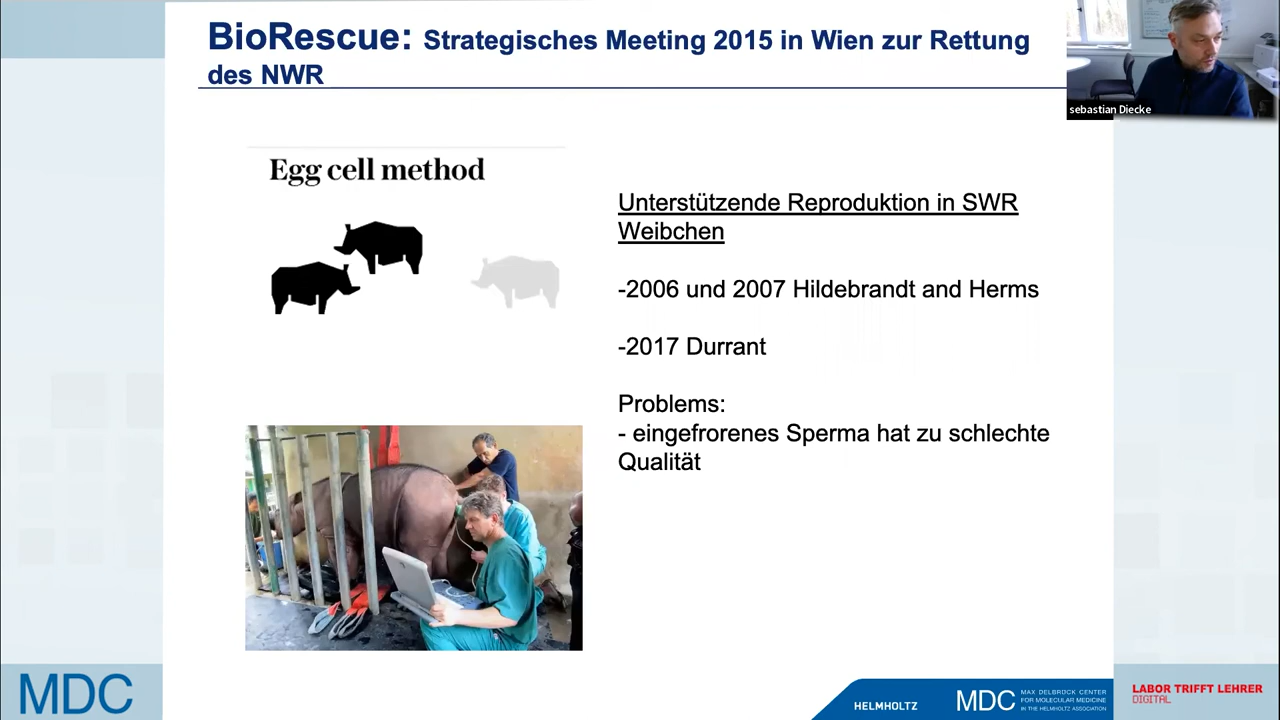 BioRescue: Strategisches Meeting 2015 in Wien zur Rettung
des NWR
sebastian Diecke
Egg cell method
Unterstützende Reproduktion in SWR
Weibchen
-2006 und 2007 Hildebrandt and Herms
-2017 Durrant
Problems:
- eingefrorenes Sperma hat zu schlechte
Qualität
MDC
HELMHOLTZ
MDC
MAX DELBRÜCK CENTER
FOR MOLECULAR MEDICINE
IN THE HELMHOLTZ ASSOCIATION
LABOR TRIFFT LEHRER
DIGITAL